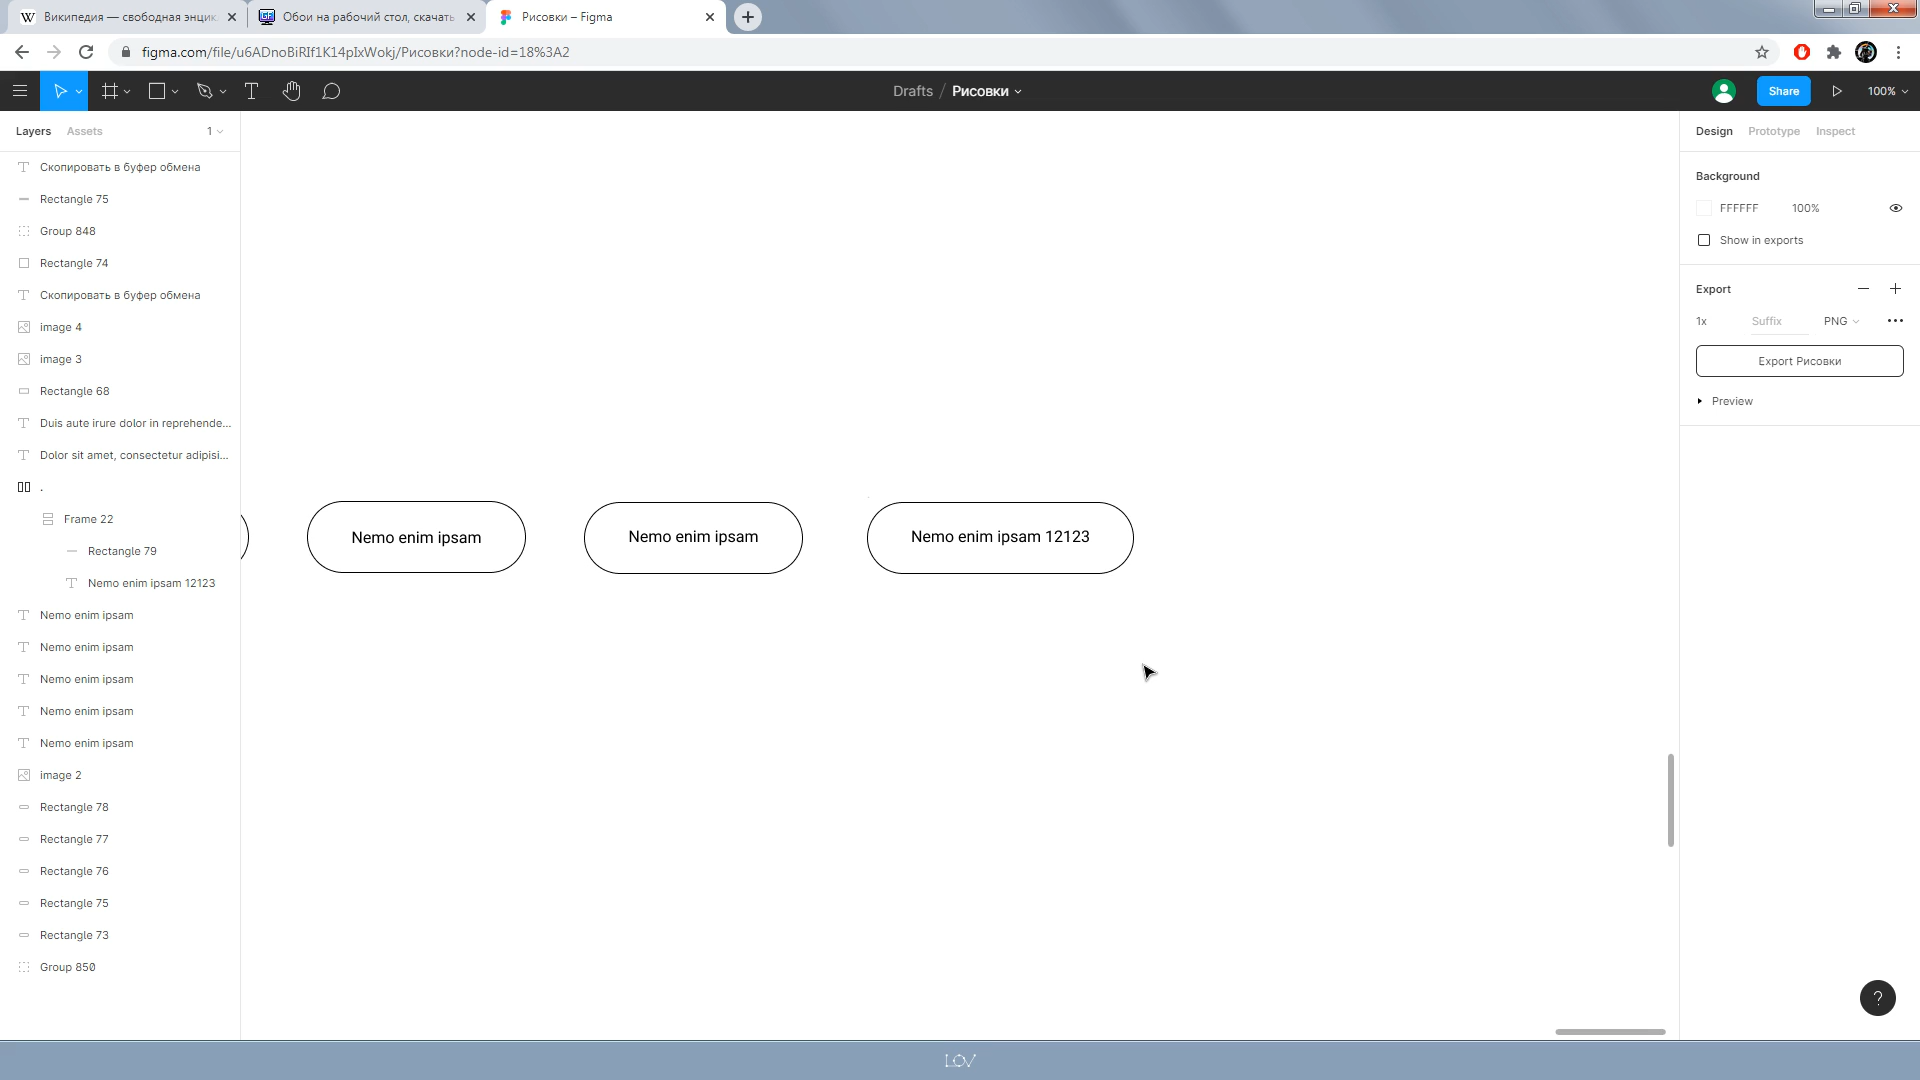 Википедия — свободная энцик
Обои на рабочий стол, скачать
Рисовки – Figma
figma.com/file/u6ADnoBiRIf1K14pIxWokj/Рисовки?node-id=18%3A2
Drafts / Рисовки
Share
100%
Layers
Assets
1
Скопировать в буфер обмена
Rectangle 75
Group 848
Rectangle 74
Скопировать в буфер обмена
image 4
image 3
Rectangle 68
Duis aute irure dolor in reprehende...
Dolor sit amet, consectetur adipisi...
.
Frame 22
Rectangle 79
Nemo enim ipsam 12123
Nemo enim ipsam
Nemo enim ipsam
Nemo enim ipsam
Nemo enim ipsam
Nemo enim ipsam
image 2
Rectangle 78
Rectangle 77
Rectangle 76
Rectangle 75
Rectangle 73
Group 850
Nemo enim ipsam
Nemo enim ipsam
Nemo enim ipsam 12123
Design
Prototype
Inspect
Background
FFFFFF
100%
Show in exports
Export
1x
Suffix
PNG
Export Рисовки
Preview
?
LOV